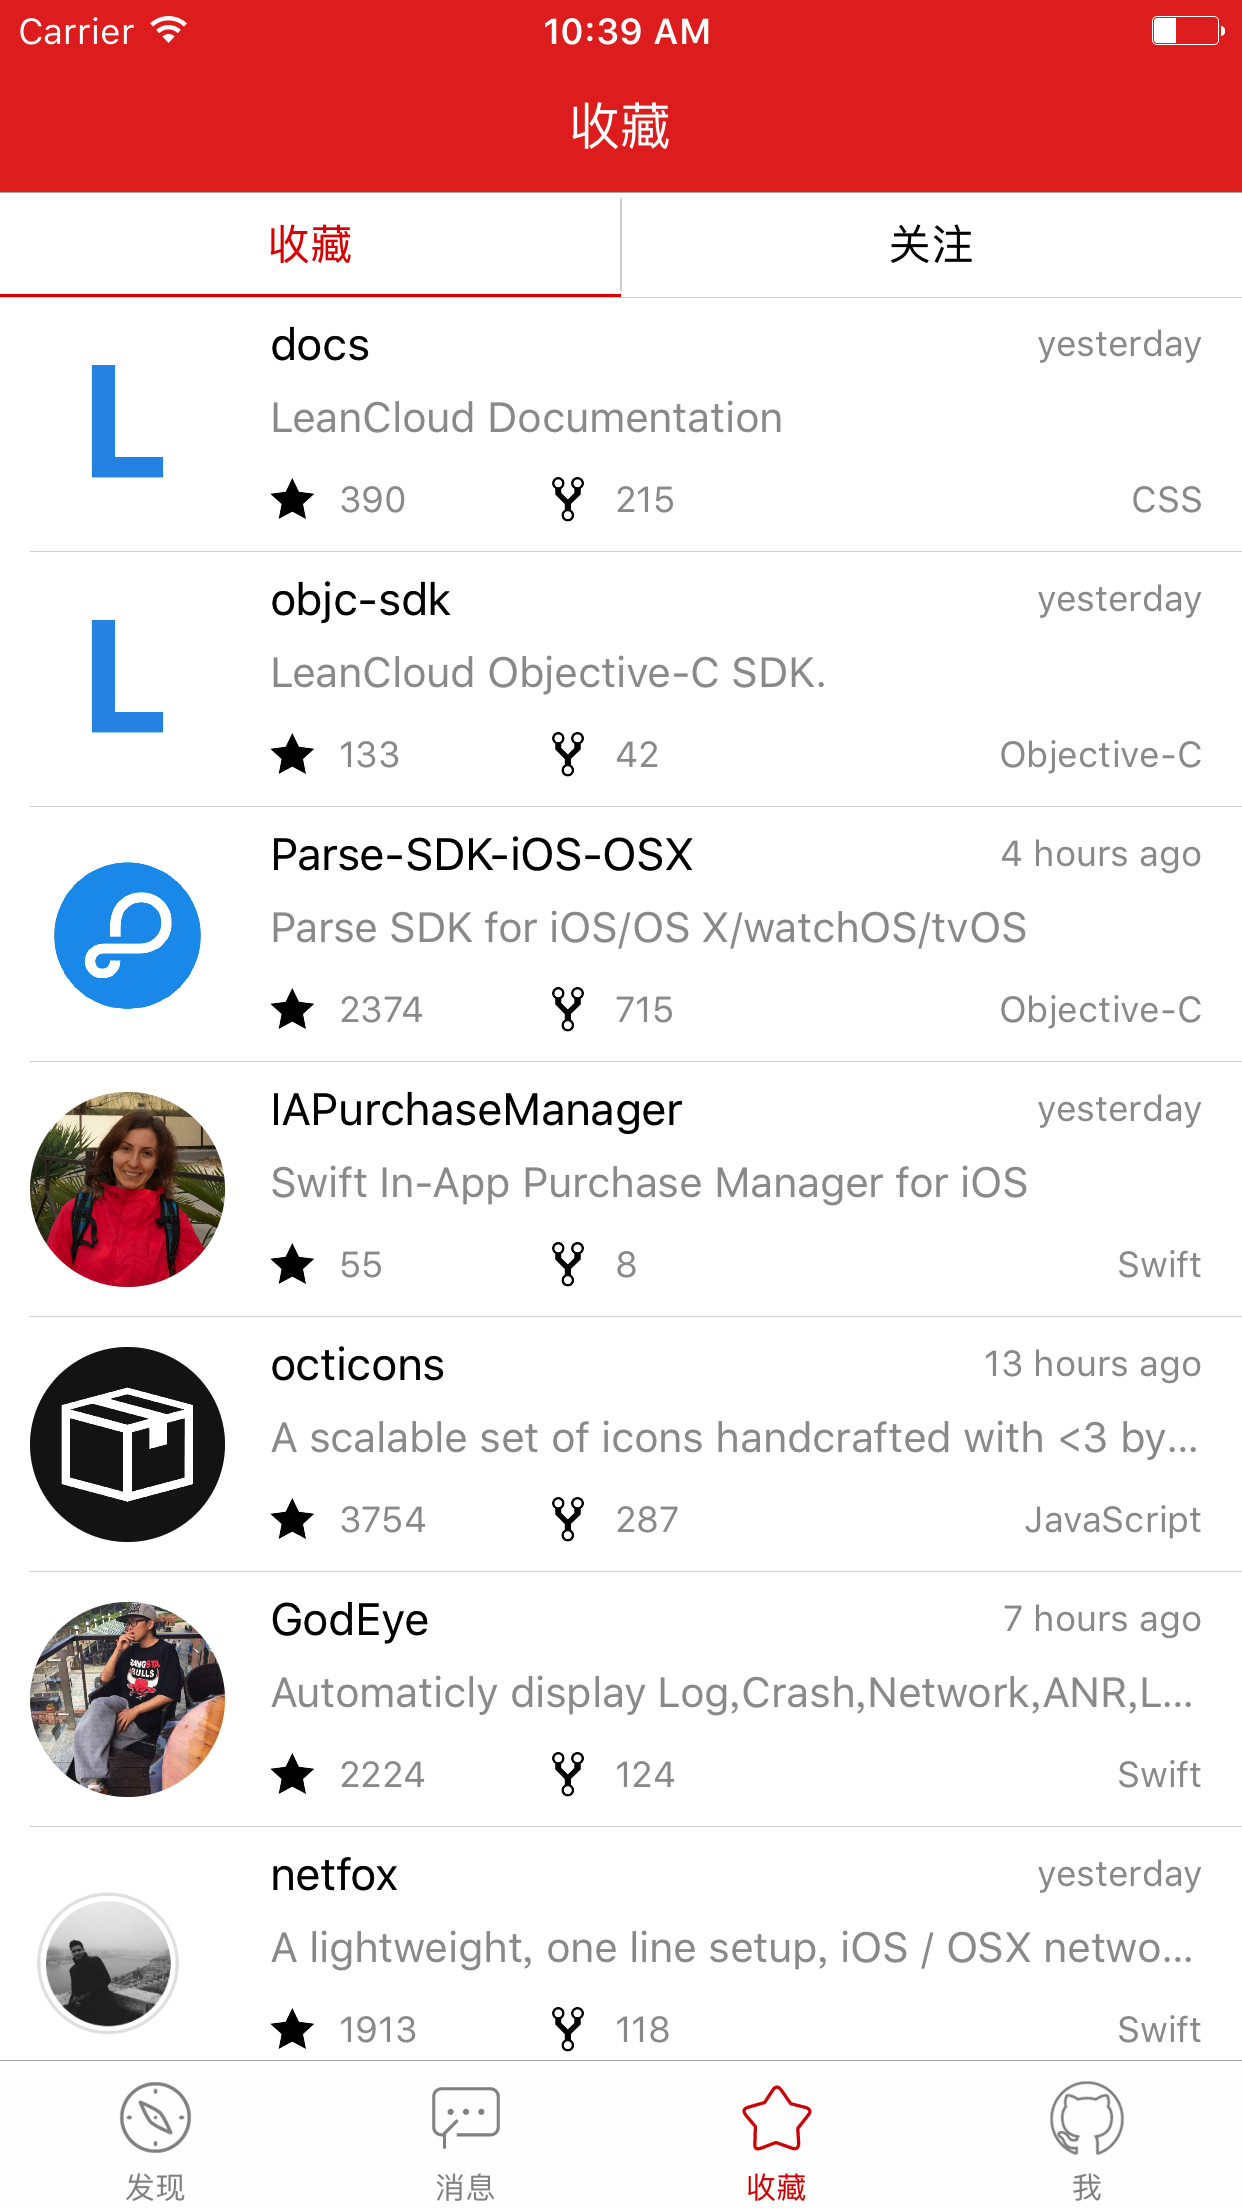 Carrier 10:39 AM
收藏
收藏 关注
docs yesterday
LeanCloud Documentation
390 215 CSS
objc-sdk yesterday
LeanCloud Objective-C SDK.
133 42 Objective-C
Parse-SDK-iOS-OSX 4 hours ago
Parse SDK for iOS/OS X/watchOS/tvOS
2374 715 Objective-C
IAPurchaseManager yesterday
Swift In-App Purchase Manager for iOS
55 8 Swift
octicons 13 hours ago
A scalable set of icons handcrafted with <3 by...
3754 287 JavaScript
GodEye 7 hours ago
Automaticly display Log,Crash,Network,ANR,L...
2224 124 Swift
netfox yesterday
A lightweight, one line setup, iOS / OSX netwo...
1913 118 Swift
发现 消息 收藏 我